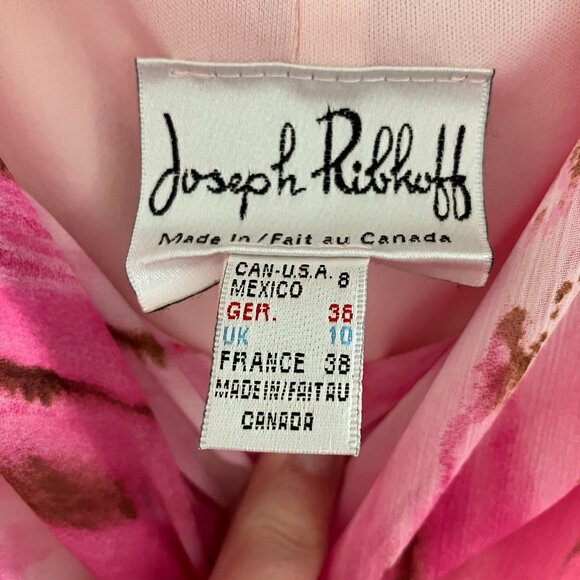 Joseph Ribkoff
Made in/Fait au Canada
CAN-U.S.A. 8
MEXICO
GER. 36
UK 10
FRANCE 38
MADE IN/FAIT AU
CANADA